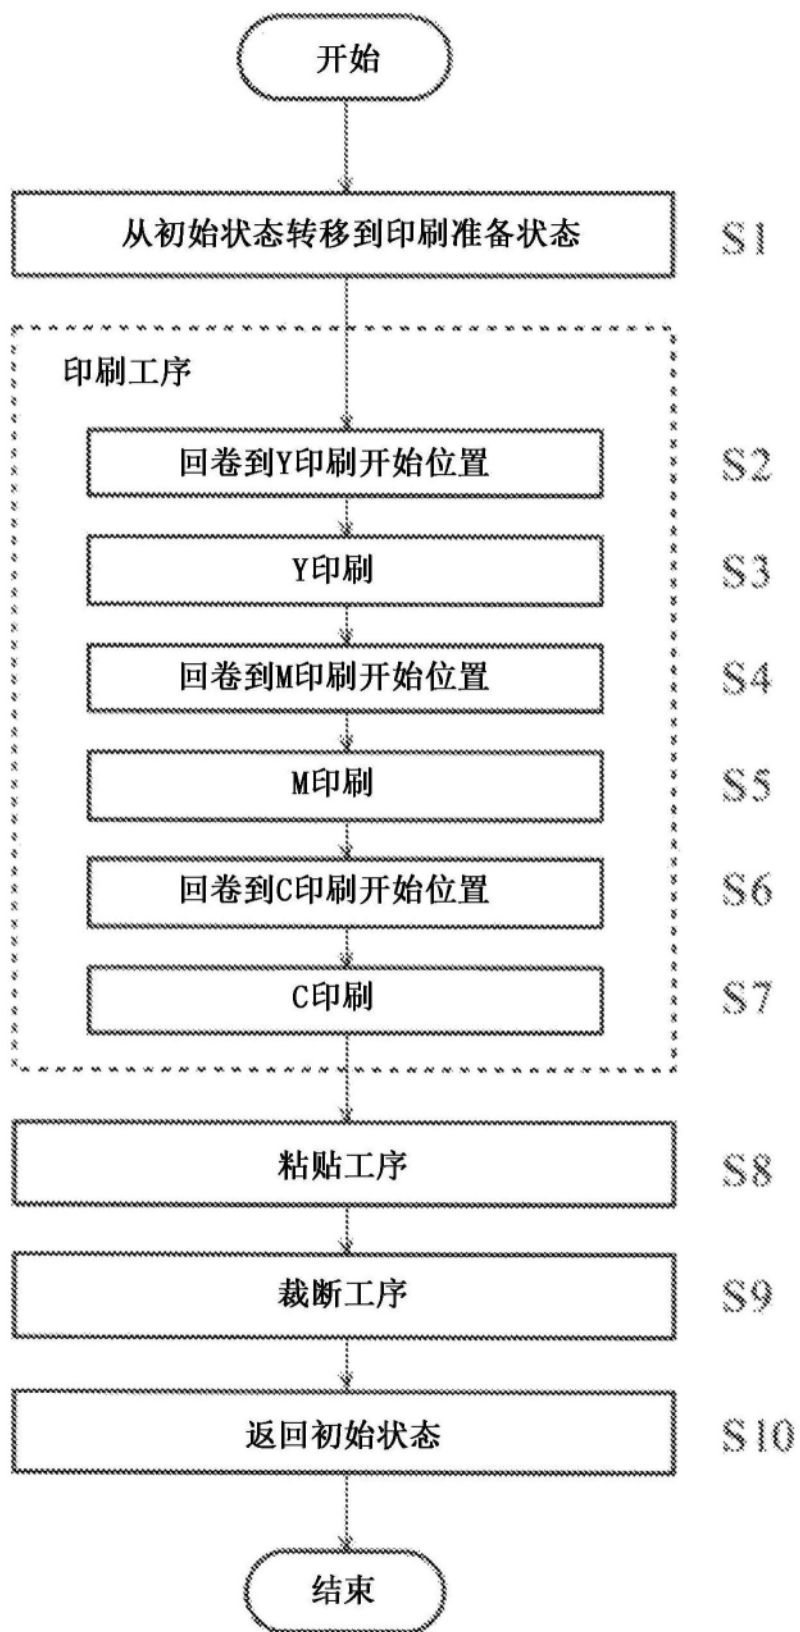 开始
从初始状态转移到印刷准备状态
S1
印刷工序
回卷到Y印刷开始位置
S2
Y印刷
S3
回卷到M印刷开始位置
S4
M印刷
S5
回卷到C印刷开始位置
S6
C印刷
S7
粘贴工序
S8
裁断工序
S9
返回初始状态
S10
结束